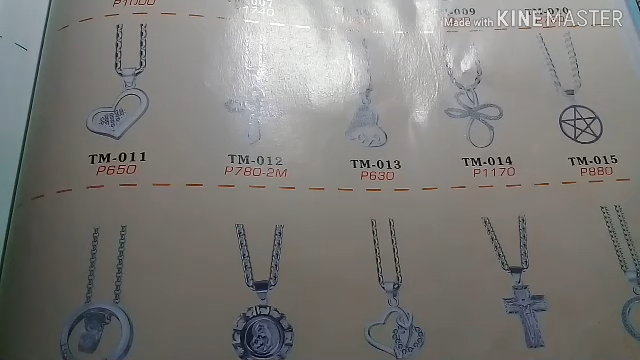 Made with KINEMASTER
P1000
TM-011
P650
TM-012
P780-2M
TM-013
P630
TM-014
P1170
TM-015
P880